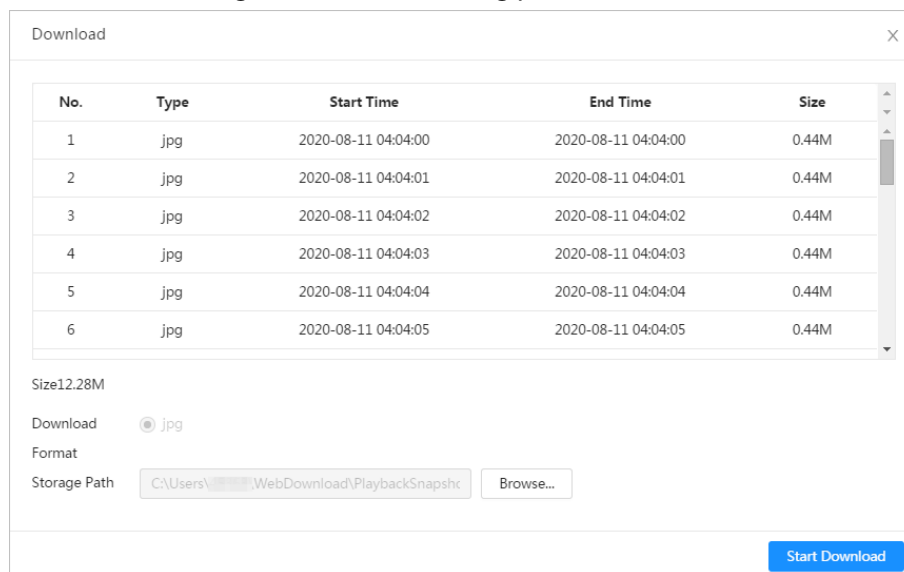 Download
No. Type Start Time End Time Size
1 jpg 2020-08-11 04:04:00 2020-08-11 04:04:00 0.44M
2 jpg 2020-08-11 04:04:01 2020-08-11 04:04:01 0.44M
3 jpg 2020-08-11 04:04:02 2020-08-11 04:04:02 0.44M
4 jpg 2020-08-11 04:04:03 2020-08-11 04:04:03 0.44M
5 jpg 2020-08-11 04:04:04 2020-08-11 04:04:04 0.44M
6 jpg 2020-08-11 04:04:05 2020-08-11 04:04:05 0.44M
Size12.28M
Download jpg
Format
Storage Path C:\Users\ WebDownload\PlaybackSnapsho Browse...
Start Download